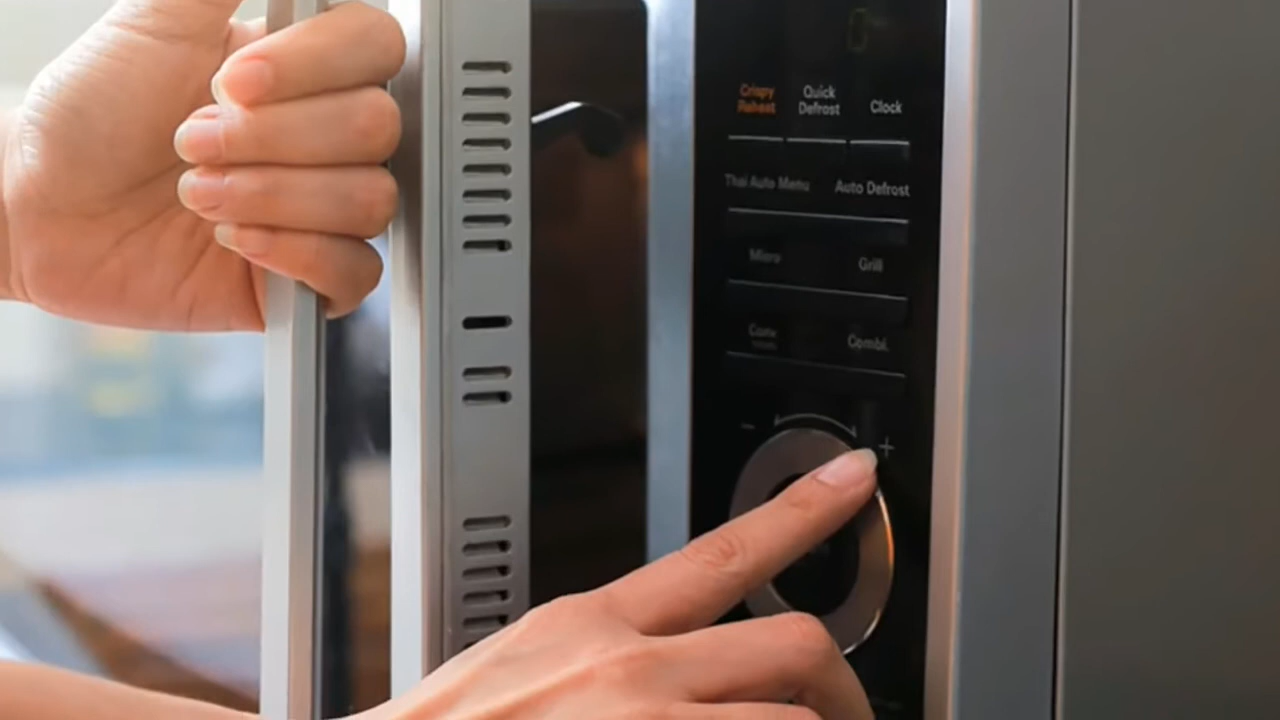 Crispy Quick Clock
Reheat Defrost
Thai Auto Menu Auto Defrost
Micro Grill
Conv Combi.
− +